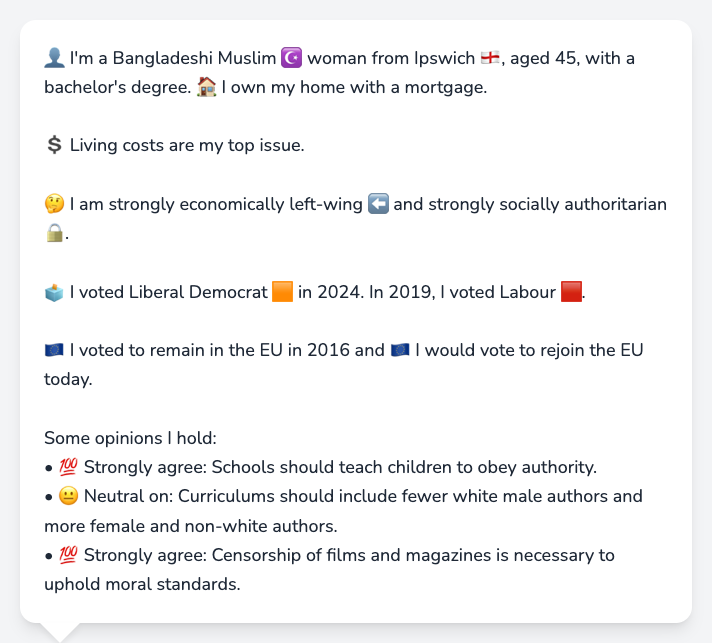 👤 I'm a Bangladeshi Muslim ☪️ woman from Ipswich 🏴󠁧󠁢󠁥󠁮󠁧󠁿, aged 45, with a
bachelor's degree. 🏠 I own my home with a mortgage.
💲 Living costs are my top issue.
🤔 I am strongly economically left-wing ⬅️ and strongly socially authoritarian
🔒.
🗳️ I voted Liberal Democrat 🟧 in 2024. In 2019, I voted Labour 🟥.
🇪🇺 I voted to remain in the EU in 2016 and 🇪🇺 I would vote to rejoin the EU
today.
Some opinions I hold:
• 💯 Strongly agree: Schools should teach children to obey authority.
• 😐 Neutral on: Curriculums should include fewer white male authors and
more female and non-white authors.
• 💯 Strongly agree: Censorship of films and magazines is necessary to
uphold moral standards.